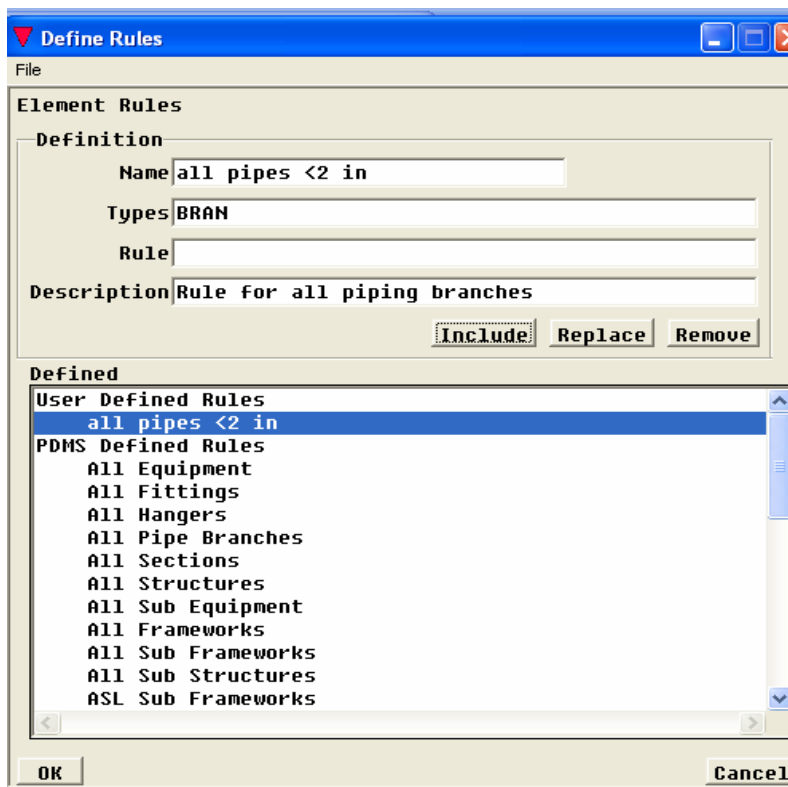 Define Rules
File
Element Rules
Definition
Name all pipes <2 in
Types BRAN
Rule
Description Rule for all piping branches
Include Replace Remove
Defined
User Defined Rules
all pipes <2 in
PDMS Defined Rules
All Equipment
All Fittings
All Hangers
All Pipe Branches
All Sections
All Structures
All Sub Equipment
All Frameworks
All Sub Frameworks
All Sub Structures
ASL Sub Frameworks
OK Cancel